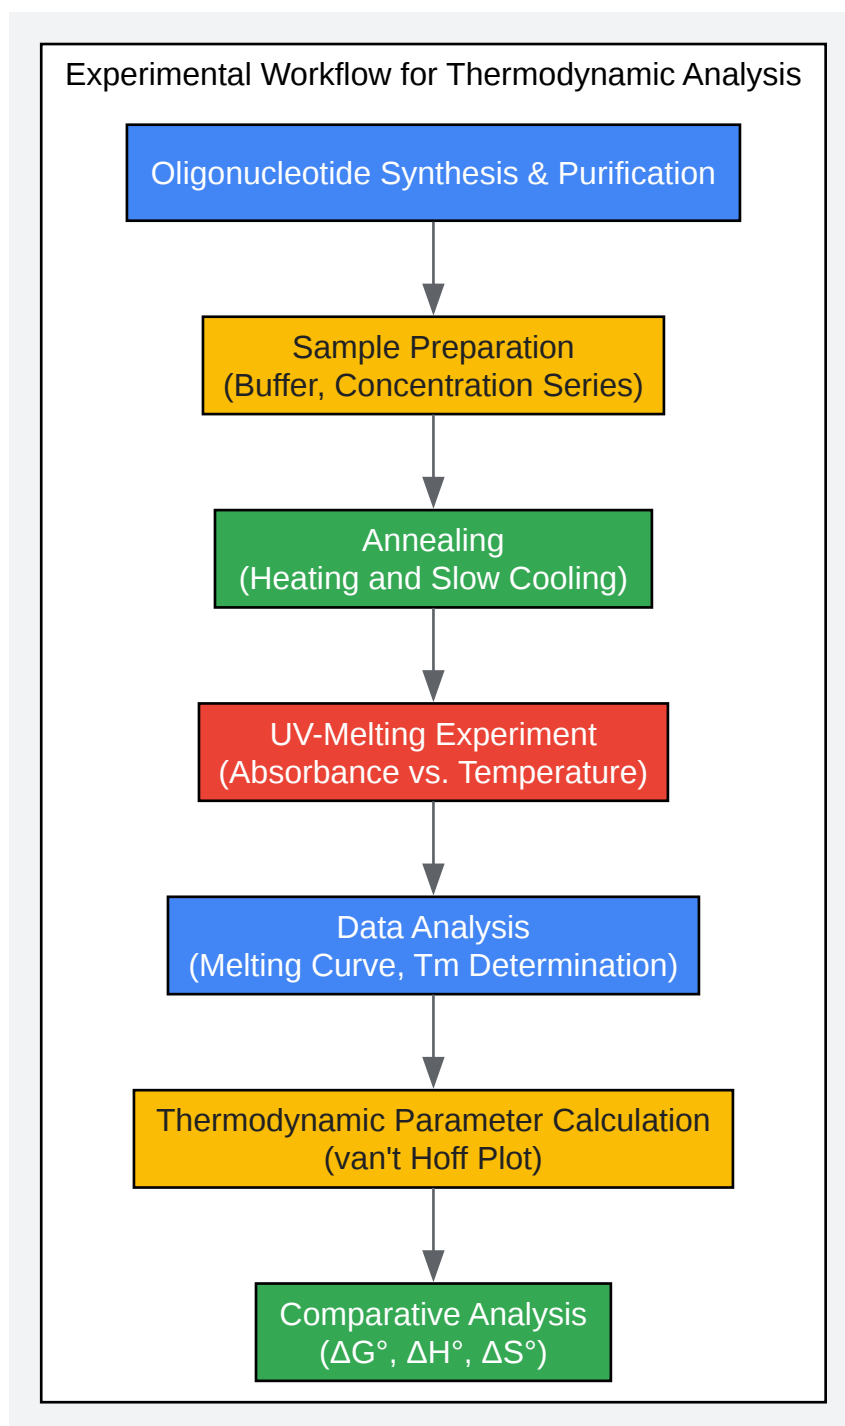 Experimental Workflow for Thermodynamic Analysis
Oligonucleotide Synthesis & Purification
Sample Preparation
(Buffer, Concentration Series)
Annealing
(Heating and Slow Cooling)
UV-Melting Experiment
(Absorbance vs. Temperature)
Data Analysis
(Melting Curve, Tm Determination)
Thermodynamic Parameter Calculation
(van't Hoff Plot)
Comparative Analysis
(ΔG°, ΔH°, ΔS°)